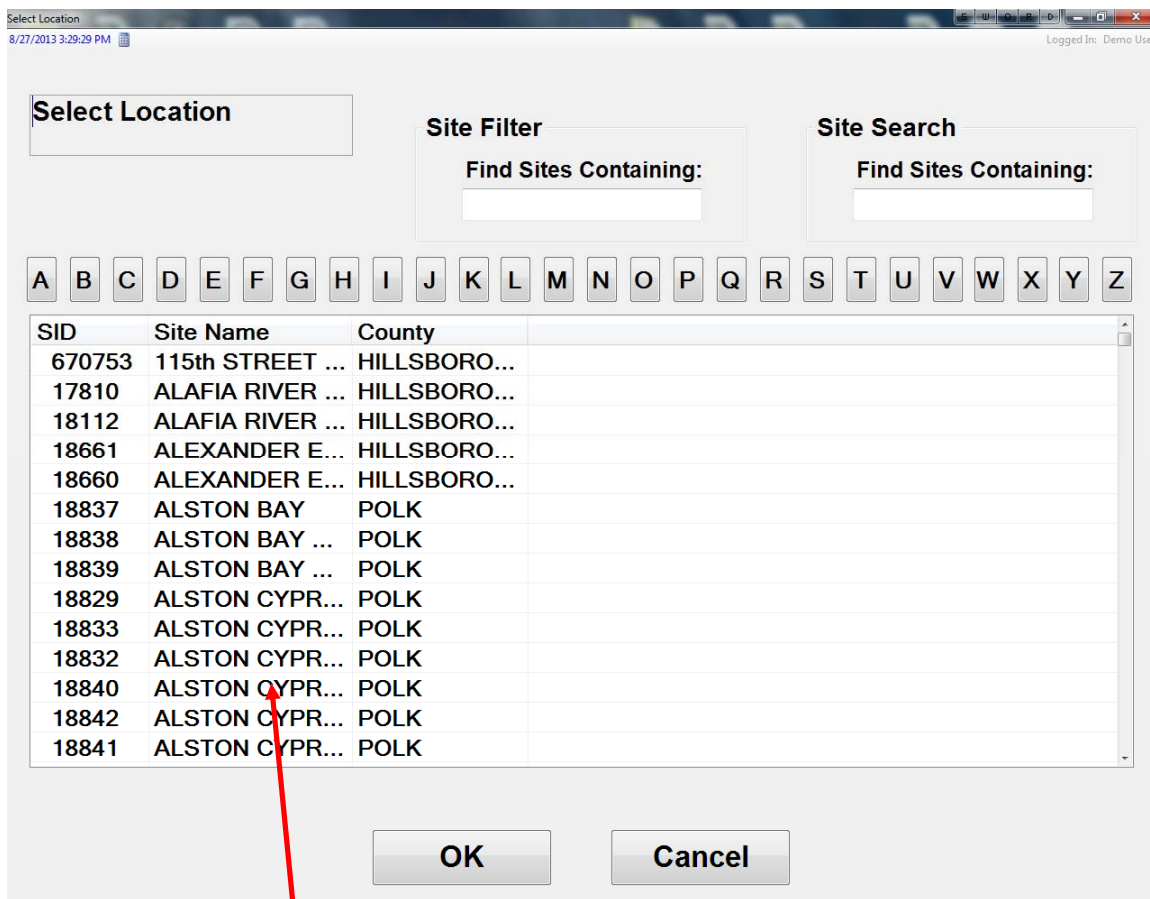 Select Location
S W O R D
8/27/2013 3:29:29 PM
Logged In: Demo Use
Select Location
Site Filter
Find Sites Containing:
Site Search
Find Sites Containing:
A B C D E F G H I J K L M N O P Q R S T U V W X Y Z
SID Site Name County
670753 115th STREET ... HILLSBORO...
17810 ALAFIA RIVER ... HILLSBORO...
18112 ALAFIA RIVER ... HILLSBORO...
18661 ALEXANDER E... HILLSBORO...
18660 ALEXANDER E... HILLSBORO...
18837 ALSTON BAY POLK
18838 ALSTON BAY ... POLK
18839 ALSTON BAY ... POLK
18829 ALSTON CYPR... POLK
18833 ALSTON CYPR... POLK
18832 ALSTON CYPR... POLK
18840 ALSTON CYPR... POLK
18842 ALSTON CYPR... POLK
18841 ALSTON CYPR... POLK
OK Cancel